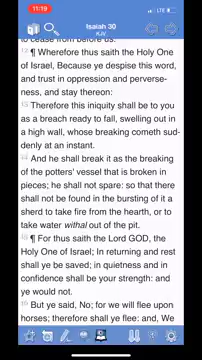 11:19
LTE
Isaiah 30
KJV
to cease from before us.
12 ¶ Wherefore thus saith the Holy One
of Israel, Because ye despise this word,
and trust in oppression and perverse-
ness, and stay thereon:
13 Therefore this iniquity shall be to you
as a breach ready to fall, swelling out in
a high wall, whose breaking cometh sud-
denly at an instant.
14 And he shall break it as the breaking
of the potters' vessel that is broken in
pieces; he shall not spare: so that there
shall not be found in the bursting of it a
sherd to take fire from the hearth, or to
take water withal out of the pit.
15 ¶ For thus saith the Lord GOD, the
Holy One of Israel; In returning and rest
shall ye be saved; in quietness and in
confidence shall be your strength: and
ye would not.
16 But ye said, No; for we will flee upon
horses; therefore shall ye flee: and, We